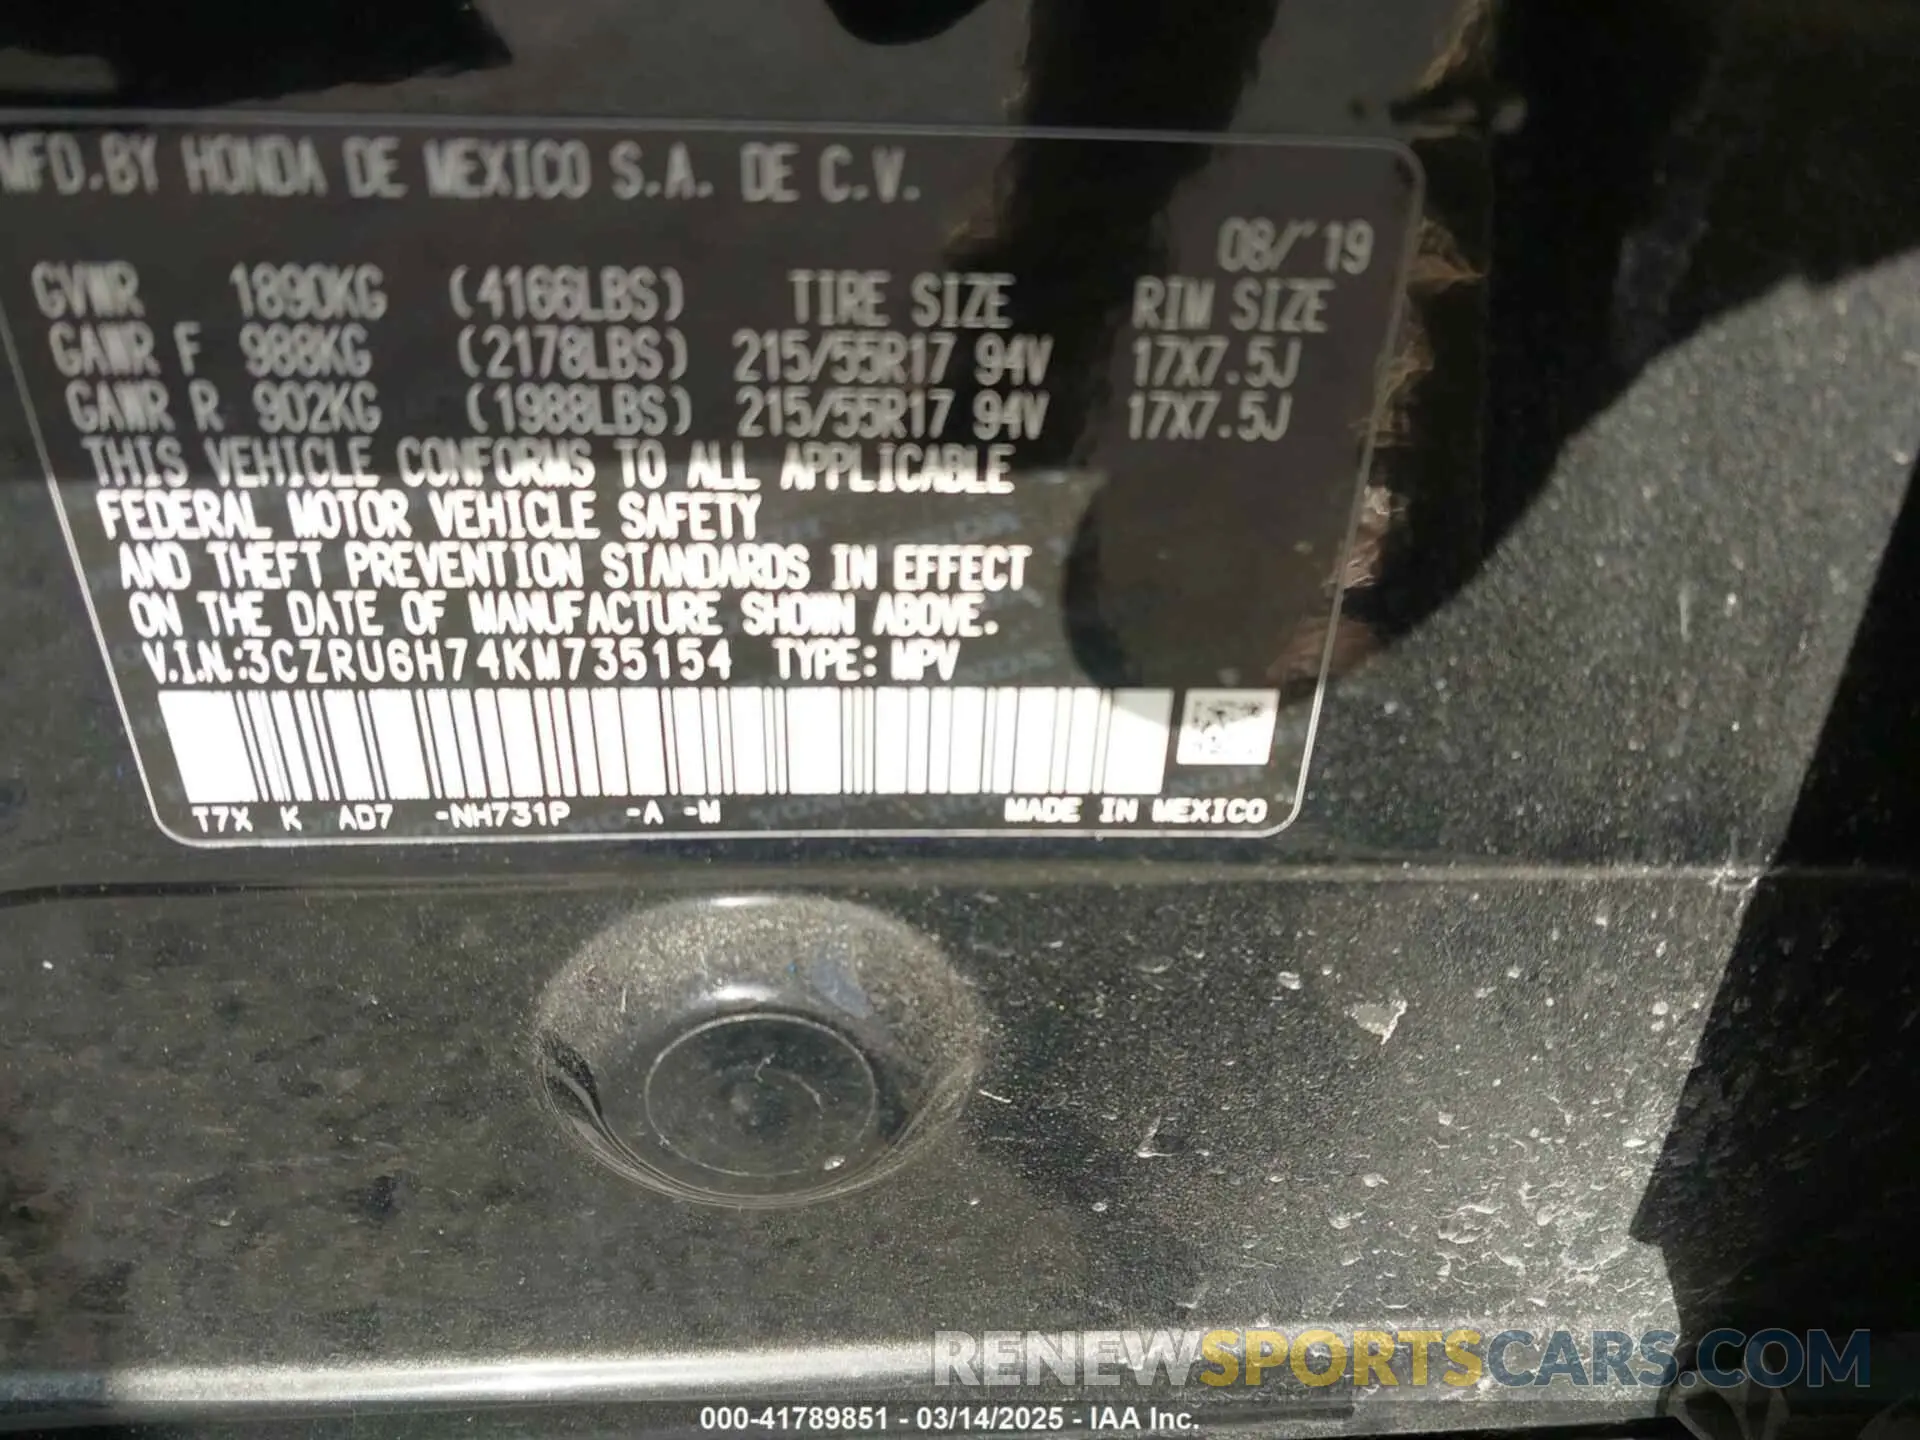 MFD.BY HONDA DE MEXICO S.A. DE C.V.
08/'19
GVWR 1890KG (4166LBS) TIRE SIZE RIM SIZE
GAWR F 988KG (2178LBS) 215/55R17 94V 17X7.5J
GAWR R 902KG (1988LBS) 215/55R17 94V 17X7.5J
THIS VEHICLE CONFORMS TO ALL APPLICABLE
FEDERAL MOTOR VEHICLE SAFETY
AND THEFT PREVENTION STANDARDS IN EFFECT
ON THE DATE OF MANUFACTURE SHOWN ABOVE.
V.I.N.:3CZRU6H74KM735154 TYPE: MPV
T7X K AD7 -NH731P -A -M MADE IN MEXICO
RENEWSPORTSCARS.COM
000-41789851 - 03/14/2025 - IAA Inc.